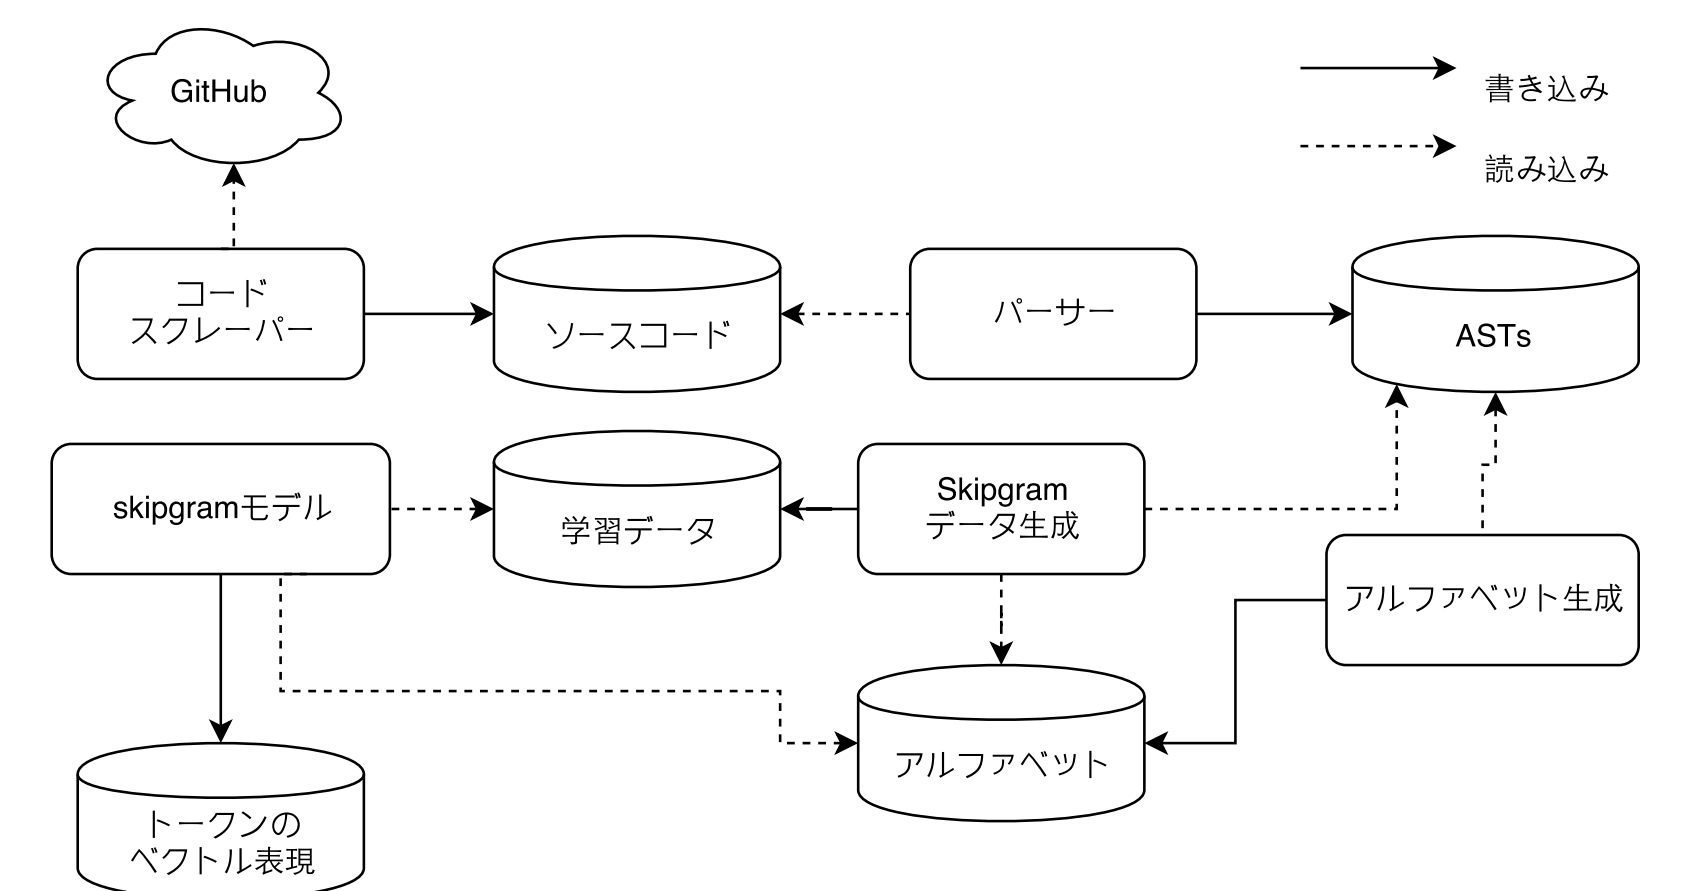 GitHub
書き込み
読み込み
コード
スクレーパー
ソースコード
パーサー
ASTs
skipgramモデル
学習データ
Skipgram
データ生成
アルファベット生成
アルファベット
トークンの
ベクトル表現